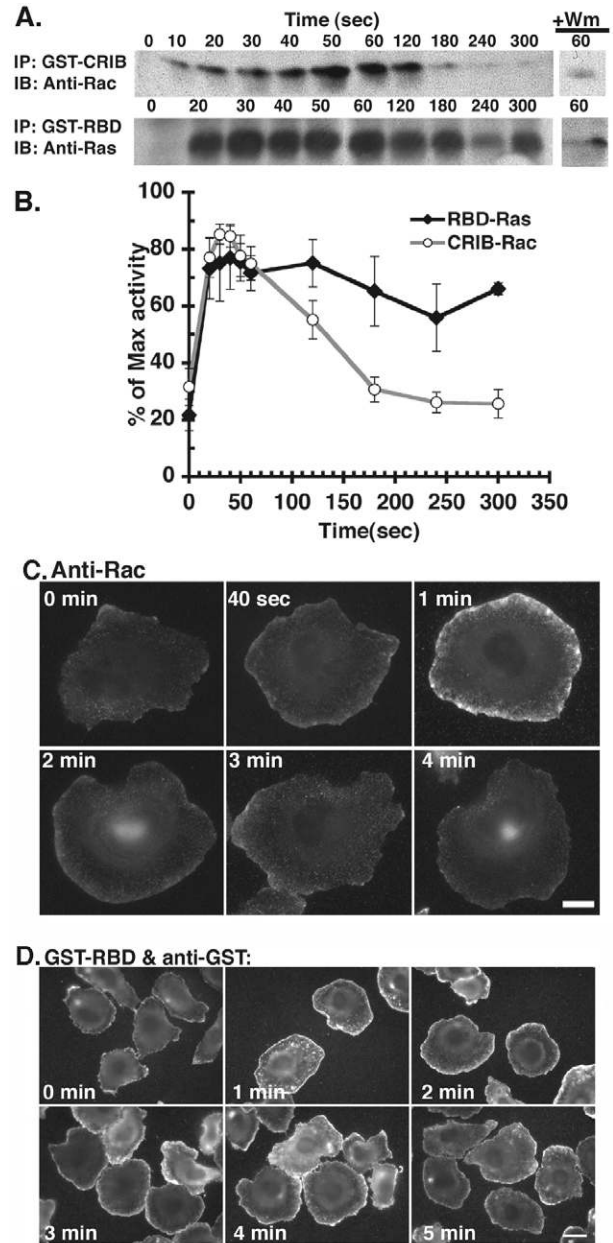 A.
Time (sec)
+Wm
0 10 20 30 40 50 60 120 180 240 300 60
IP: GST-CRIB
IB: Anti-Rac
0 20 30 40 50 60 120 180 240 300 60
IP: GST-RBD
IB: Anti-Ras
B.
100
80
60
40
20
0
% of Max activity
RBD-Ras
CRIB-Rac
0 50 100 150 200 250 300 350
Time(sec)
C. Anti-Rac
0 min 40 sec 1 min
2 min 3 min 4 min
D. GST-RBD & anti-GST:
0 min 1 min 2 min
3 min 4 min 5 min